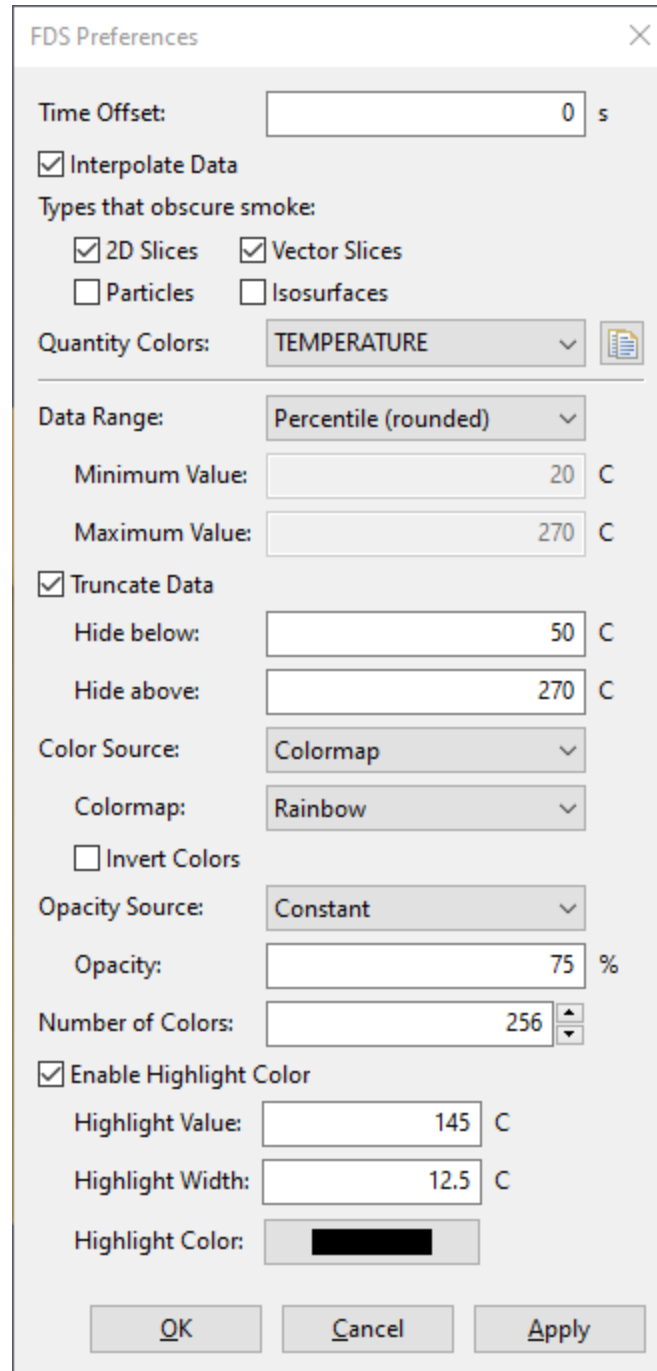 FDS Preferences
Time Offset: 0 s
Interpolate Data
Types that obscure smoke:
2D Slices Vector Slices
Particles Isosurfaces
Quantity Colors: TEMPERATURE
Data Range: Percentile (rounded)
Minimum Value: 20 C
Maximum Value: 270 C
Truncate Data
Hide below: 50 C
Hide above: 270 C
Color Source: Colormap
Colormap: Rainbow
Invert Colors
Opacity Source: Constant
Opacity: 75 %
Number of Colors: 256
Enable Highlight Color
Highlight Value: 145 C
Highlight Width: 12.5 C
Highlight Color:
OK Cancel Apply